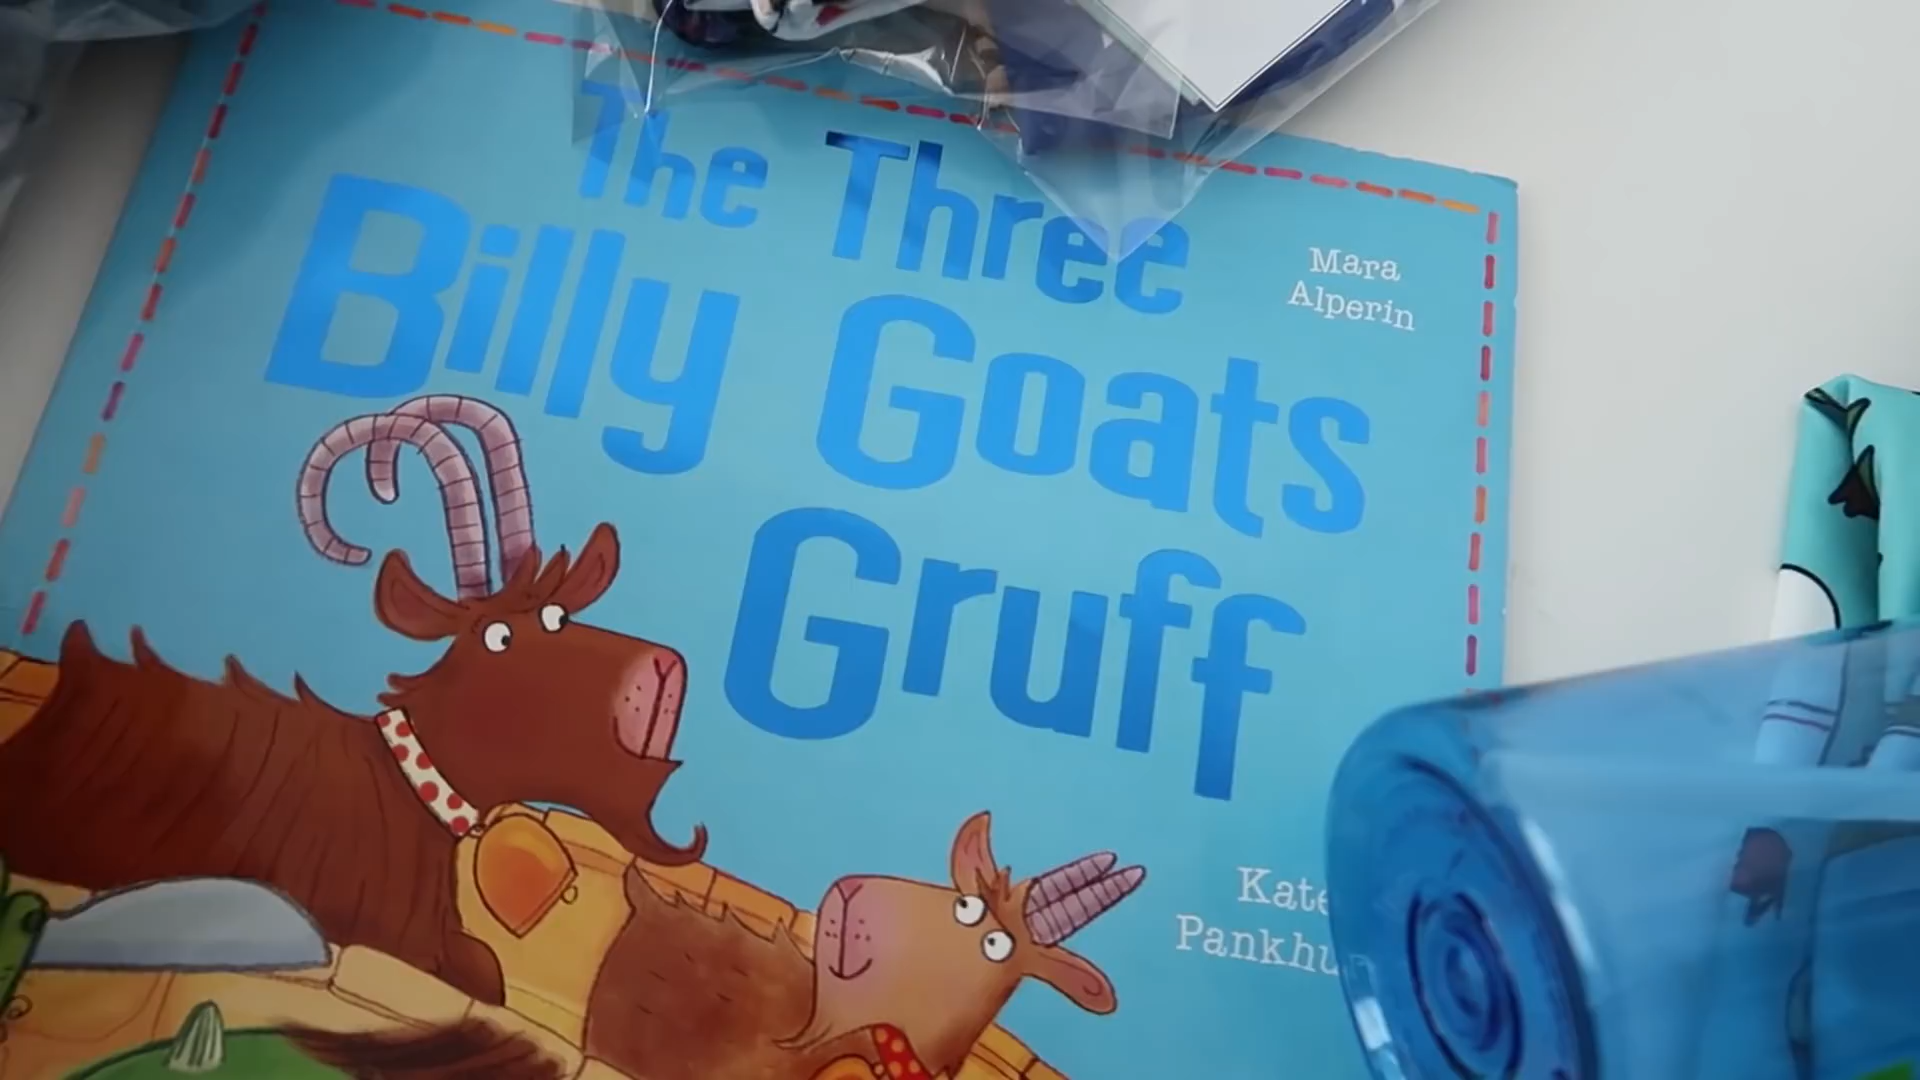 The Three
Billy Goats
Gruff
Mara
Alperin
Kate